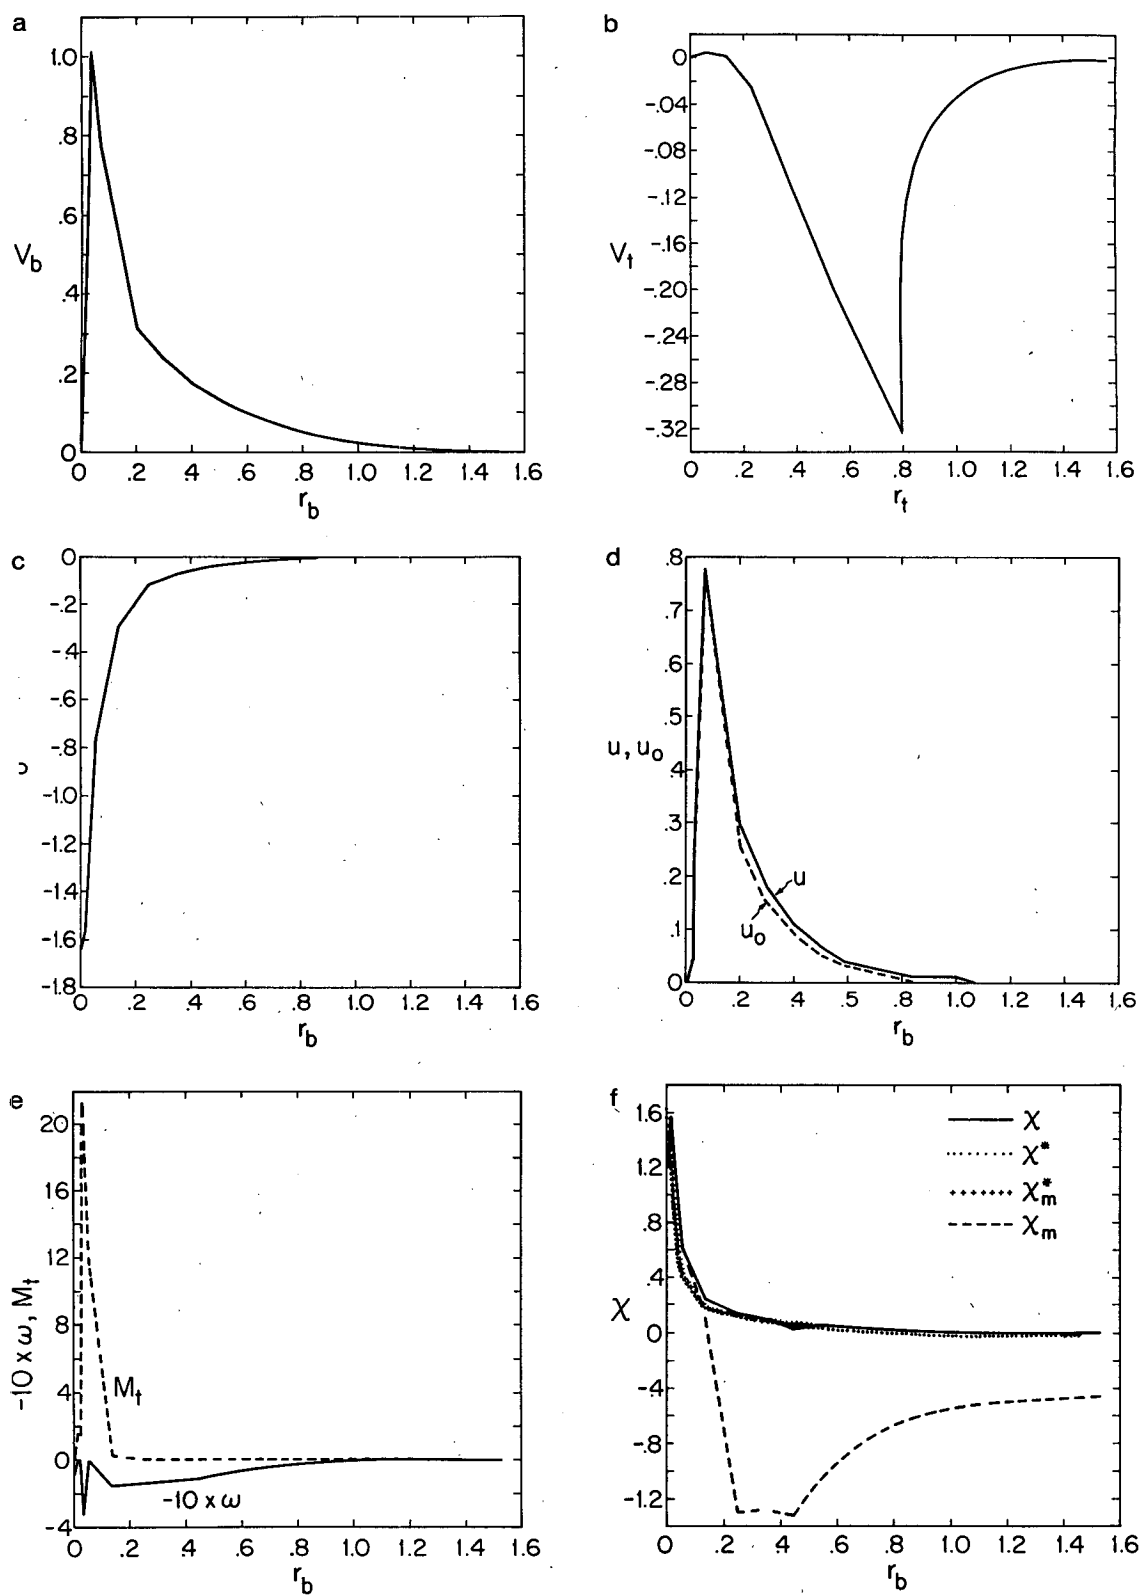 a
1.0
.8
.6
V_b
.4
.2
0
0 .2 .4 .6 .8 1.0 1.2 1.4 1.6
r_b
b
0
-.04
-.08
-.12
-.16
V_t
-.20
-.24
-.28
-.32
0 .2 .4 .6 .8 1.0 1.2 1.4 1.6
r_t
c
0
-.2
-.4
-.6
-.8
-1.0
-1.2
-1.4
-1.6
-1.8
0 .2 .4 .6 .8 1.0 1.2 1.4 1.6
r_b
d
.8
.7
.6
.5
u, u_o
.3
.2
.1
0
u
u_o
0 .2 .4 .5 .8 1.0 1.2 1.4 1.6
r_b
e
20
16
12
8
4
0
-4
-10 x ω, M_t
M_t
-10 x ω
0 .2 .4 .6 .8 1.0 1.2 1.4 1.6
r_b
f
1.6
1.2
.8
.4
χ
0
-.4
-.8
-1.2
χ
χ*
χ*_m
χ_m
0 .2 .4 .6 .8 1.0 1.2 1.4 1.6
r_b